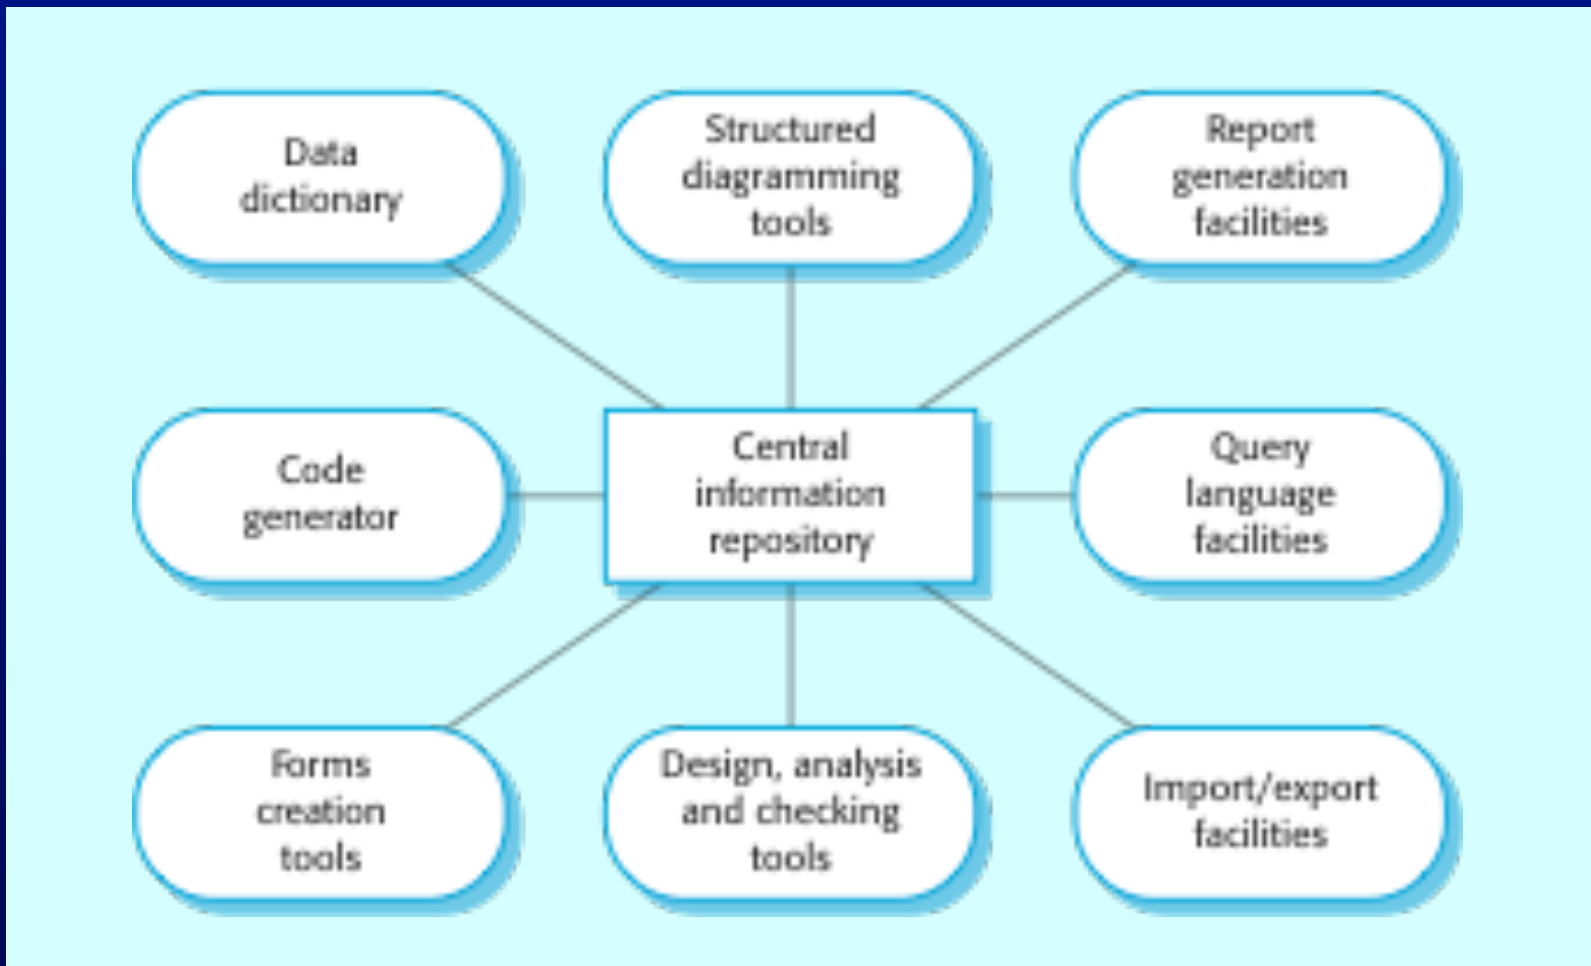 Data
dictionary
Structured
diagramming
tools
Report
generation
facilities
Code
generator
Central
information
repository
Query
language
facilities
Forms
creation
tools
Design, analysis
and checking
tools
Import/export
facilities